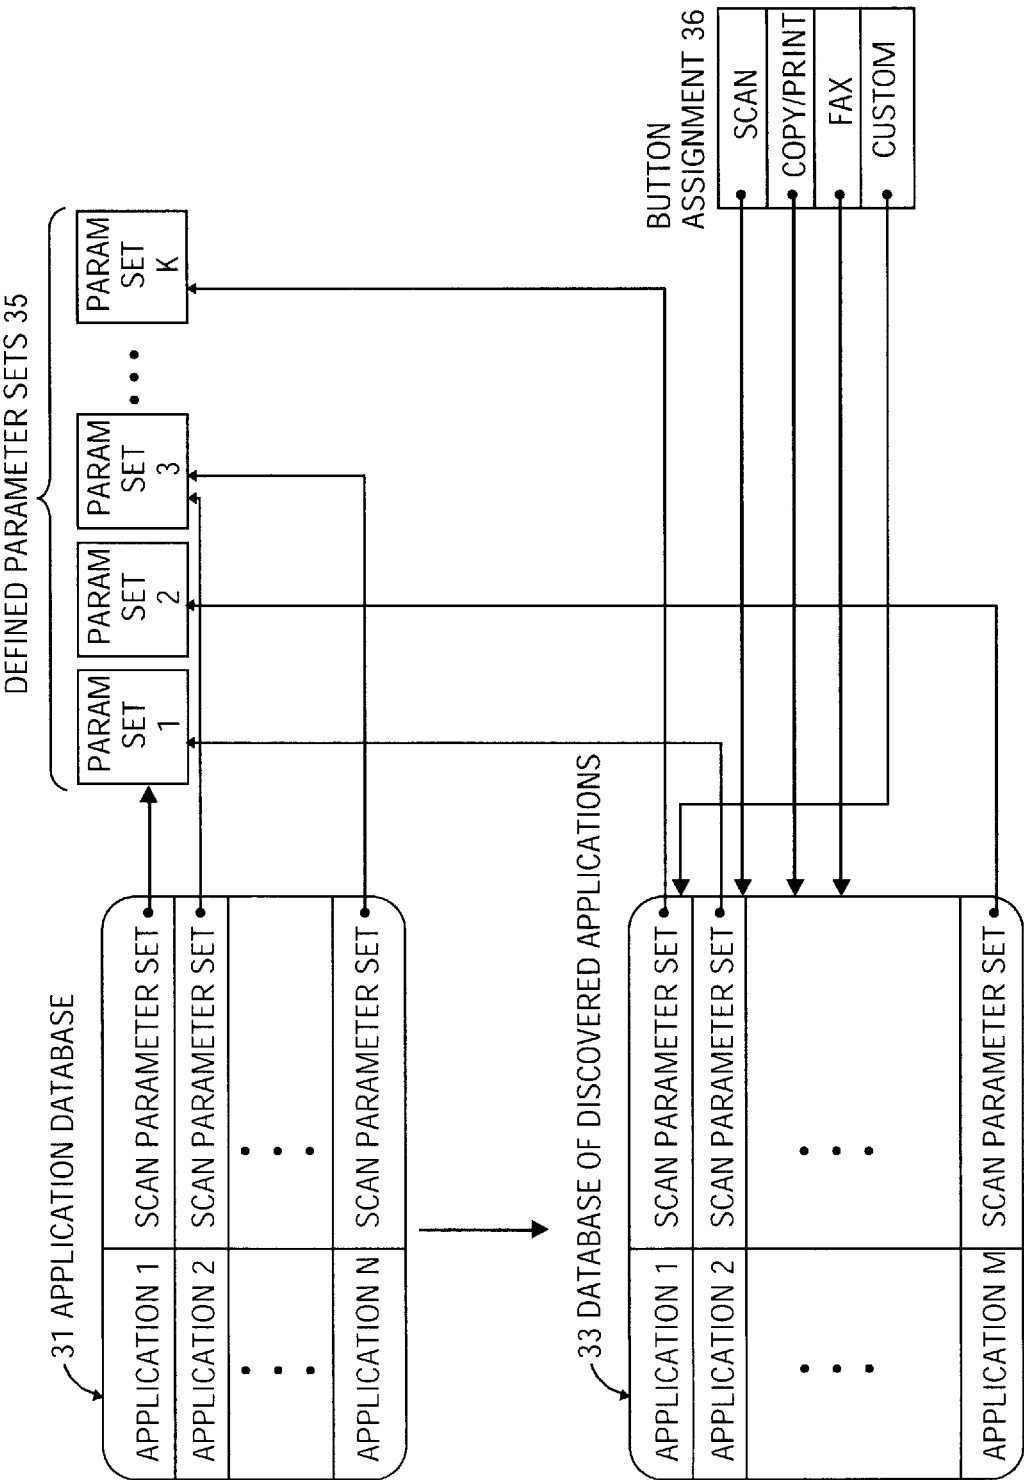 DEFINED PARAMETER SETS 35
PARAM
SET
1
PARAM
SET
2
PARAM
SET
3
• • •
PARAM
SET
K
31 APPLICATION DATABASE
APPLICATION 1 SCAN PARAMETER SET
APPLICATION 2 SCAN PARAMETER SET
• • • • • •
APPLICATION N SCAN PARAMETER SET
33 DATABASE OF DISCOVERED APPLICATIONS
APPLICATION 1 SCAN PARAMETER SET
APPLICATION 2 SCAN PARAMETER SET
• • • • • •
APPLICATION M SCAN PARAMETER SET
BUTTON
ASSIGNMENT 36
SCAN
COPY/PRINT
FAX
CUSTOM